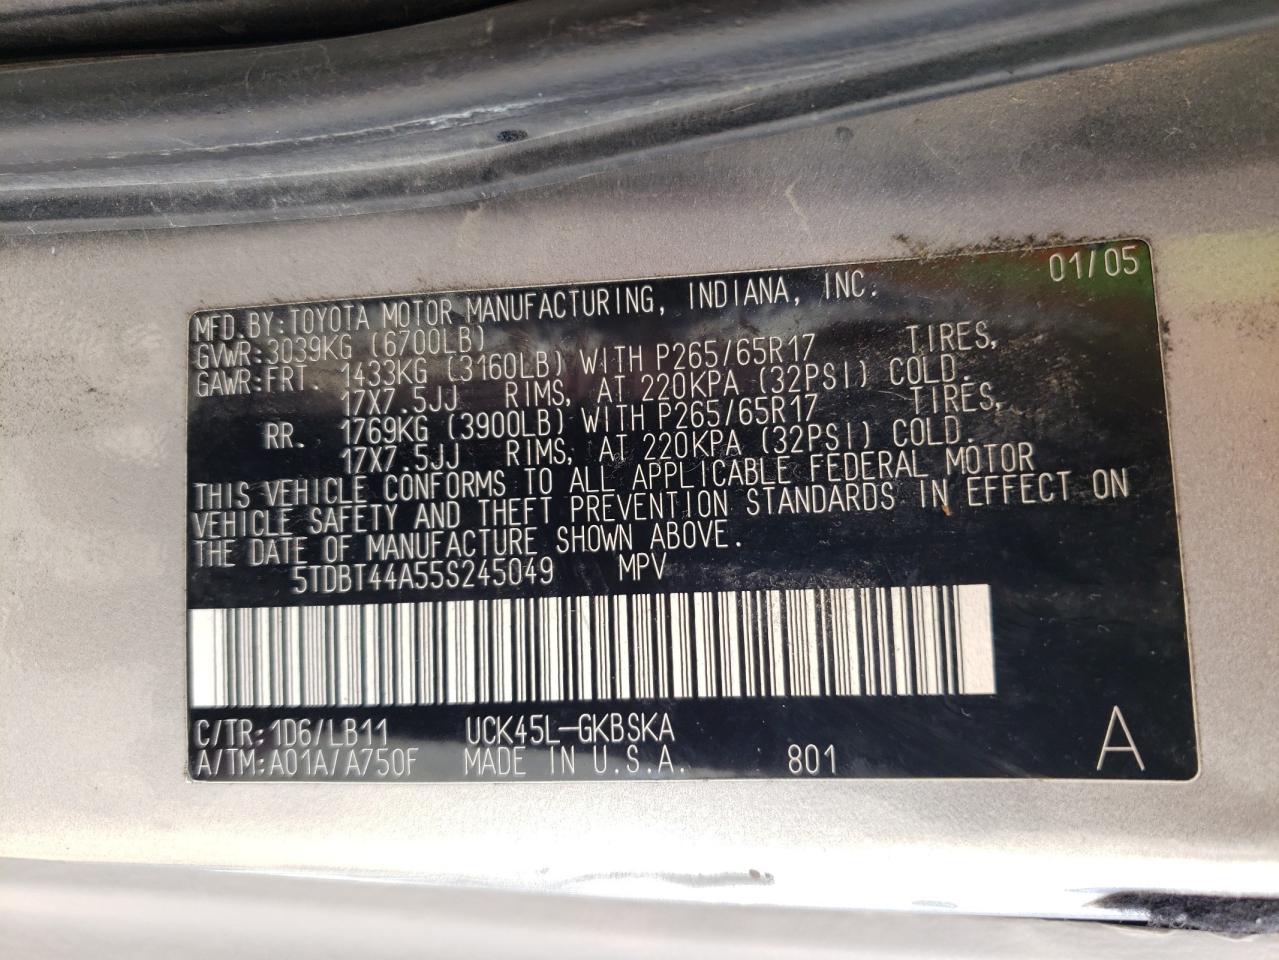 01/05
MFD.BY:TOYOTA MOTOR MANUFACTURING, INDIANA, INC.
GVWR:3039KG (6700LB)
GAWR:FRT. 1433KG (3160LB) WITH P265/65R17 TIRES,
17X7.5JJ RIMS, AT 220KPA (32PSI) COLD.
RR. 1769KG (3900LB) WITH P265/65R17 TIRES,
17X7.5JJ RIMS, AT 220KPA (32PSI) COLD.
THIS VEHICLE CONFORMS TO ALL APPLICABLE FEDERAL MOTOR
VEHICLE SAFETY AND THEFT PREVENTION STANDARDS IN EFFECT ON
THE DATE OF MANUFACTURE SHOWN ABOVE.
5TDBT44A55S245049 MPV
C/TR:1D6/LB11 UCK45L-GKBSKA
A/TM:A01A/A750F MADE IN U.S.A. 801 A